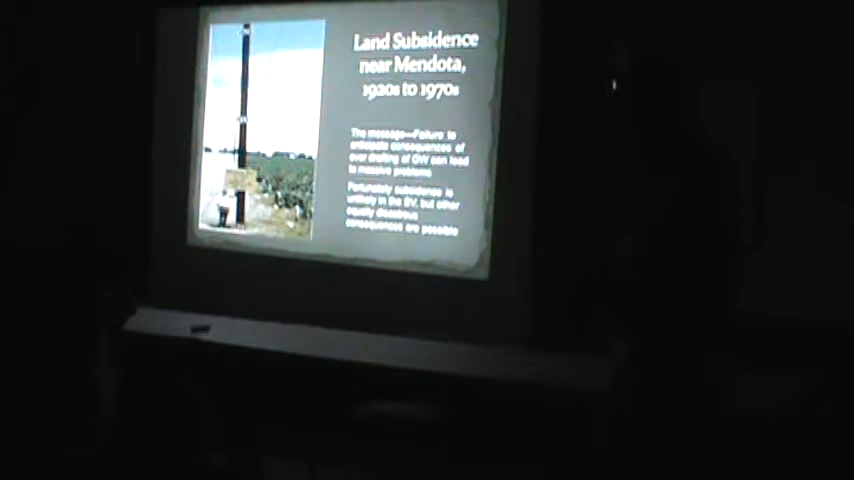 Land Subsidence
near Mendota,
1920s to 1970s
The message—Failure to
anticipate consequences of
over drafting of GW can lead
to massive problems
Fortunately subsidence is
unlikely in the SV, but other
equally disastrous
consequences are possible